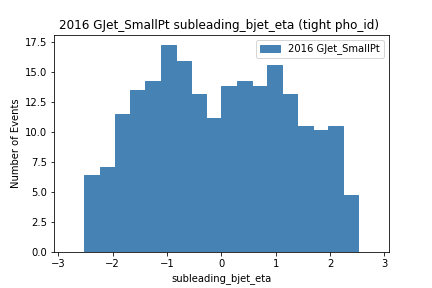 2016 GJet_SmallPt subleading_bjet_eta (tight pho_id)
2016 GJet_SmallPt
Number of Events
17.5
15.0
12.5
10.0
7.5
5.0
2.5
0.0
−3 −2 −1 0 1 2 3
subleading_bjet_eta